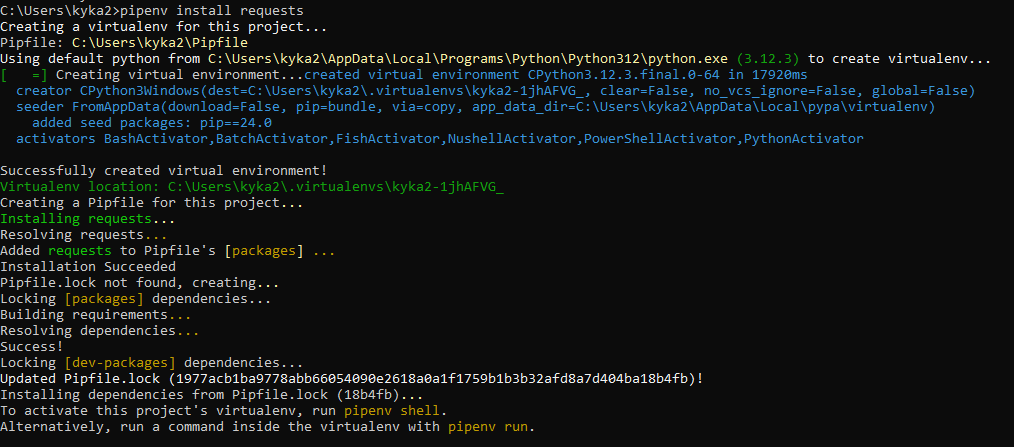 C:\Users\kyka2>pipenv install requests
Creating a virtualenv for this project...
Pipfile: C:\Users\kyka2\Pipfile
Using default python from C:\Users\kyka2\AppData\Local\Programs\Python\Python312\python.exe (3.12.3) to create virtualenv...
[   =] Creating virtual environment...created virtual environment CPython3.12.3.final.0-64 in 17920ms
  creator CPython3Windows(dest=C:\Users\kyka2\.virtualenvs\kyka2-1jhAFVG_, clear=False, no_vcs_ignore=False, global=False)
  seeder FromAppData(download=False, pip=bundle, via=copy, app_data_dir=C:\Users\kyka2\AppData\Local\pypa\virtualenv)
    added seed packages: pip==24.0
  activators BashActivator,BatchActivator,FishActivator,NushellActivator,PowerShellActivator,PythonActivator
Successfully created virtual environment!
Virtualenv location: C:\Users\kyka2\.virtualenvs\kyka2-1jhAFVG_
Creating a Pipfile for this project...
Installing requests...
Resolving requests...
Added requests to Pipfile's [packages] ...
Installation Succeeded
Pipfile.lock not found, creating...
Locking [packages] dependencies...
Building requirements...
Resolving dependencies...
Success!
Locking [dev-packages] dependencies...
Updated Pipfile.lock (1977acb1ba9778abb66054090e2618a0a1f1759b1b3b32afd8a7d404ba18b4fb)!
Installing dependencies from Pipfile.lock (18b4fb)...
To activate this project's virtualenv, run pipenv shell.
Alternatively, run a command inside the virtualenv with pipenv run.